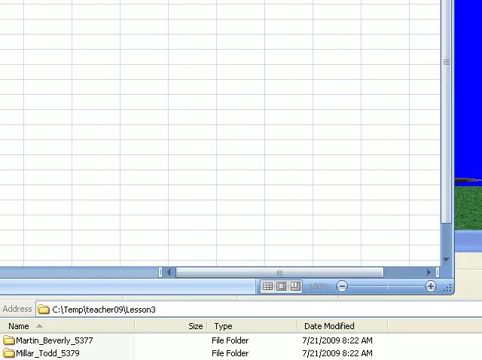 100%
Address C:\Temp\teacher09\Lesson3
Name Size Type Date Modified
Martin_Beverly_5377 File Folder 7/21/2009 8:22 AM
Millar_Todd_5379 File Folder 7/21/2009 8:22 AM